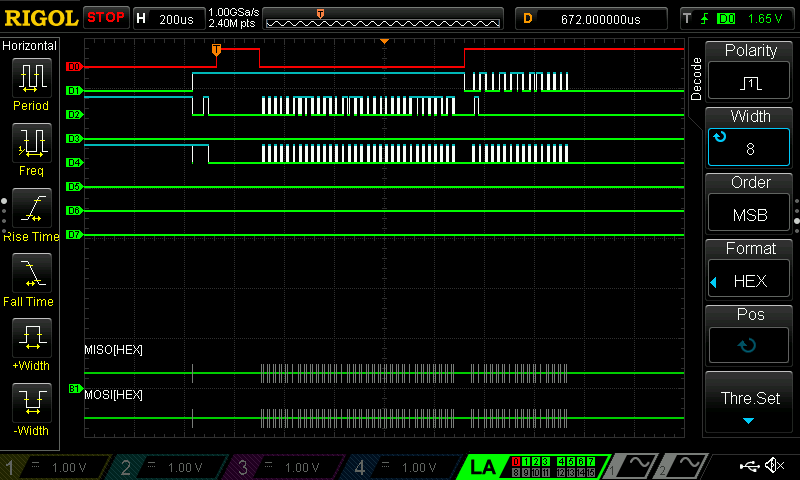 RIGOL STOP H 200us 1.00GSa/s 2.40M pts T D 672.000000us T D0 1.65 V
Horizontal
Period
Freq
Rise Time
Fall Time
+Width
-Width
T
D0
D1
D2
D3
D4
D5
D6
D7
MISO[HEX]
B1
MOSI[HEX]
Decode
Polarity
Width
8
Order
MSB
Format
HEX
Pos
Thre.Set
1 1.00 V 2 1.00 V 3 1.00 V 4 1.00 V LA 0 1 2 3 4 5 6 7 1 2
8 9 10 11 12 13 14 15